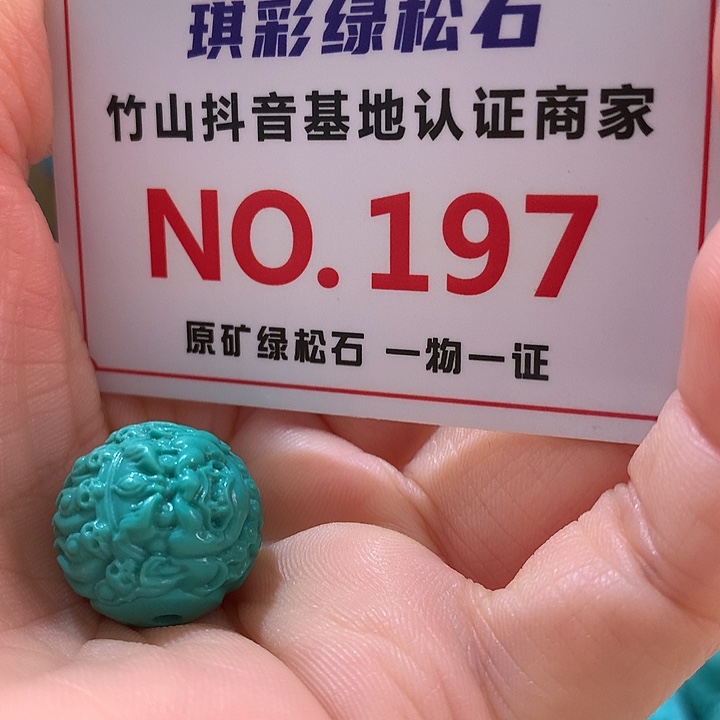 琪彩绿松石
竹山抖音基地认证商家
NO.197
原矿绿松石 一物一证